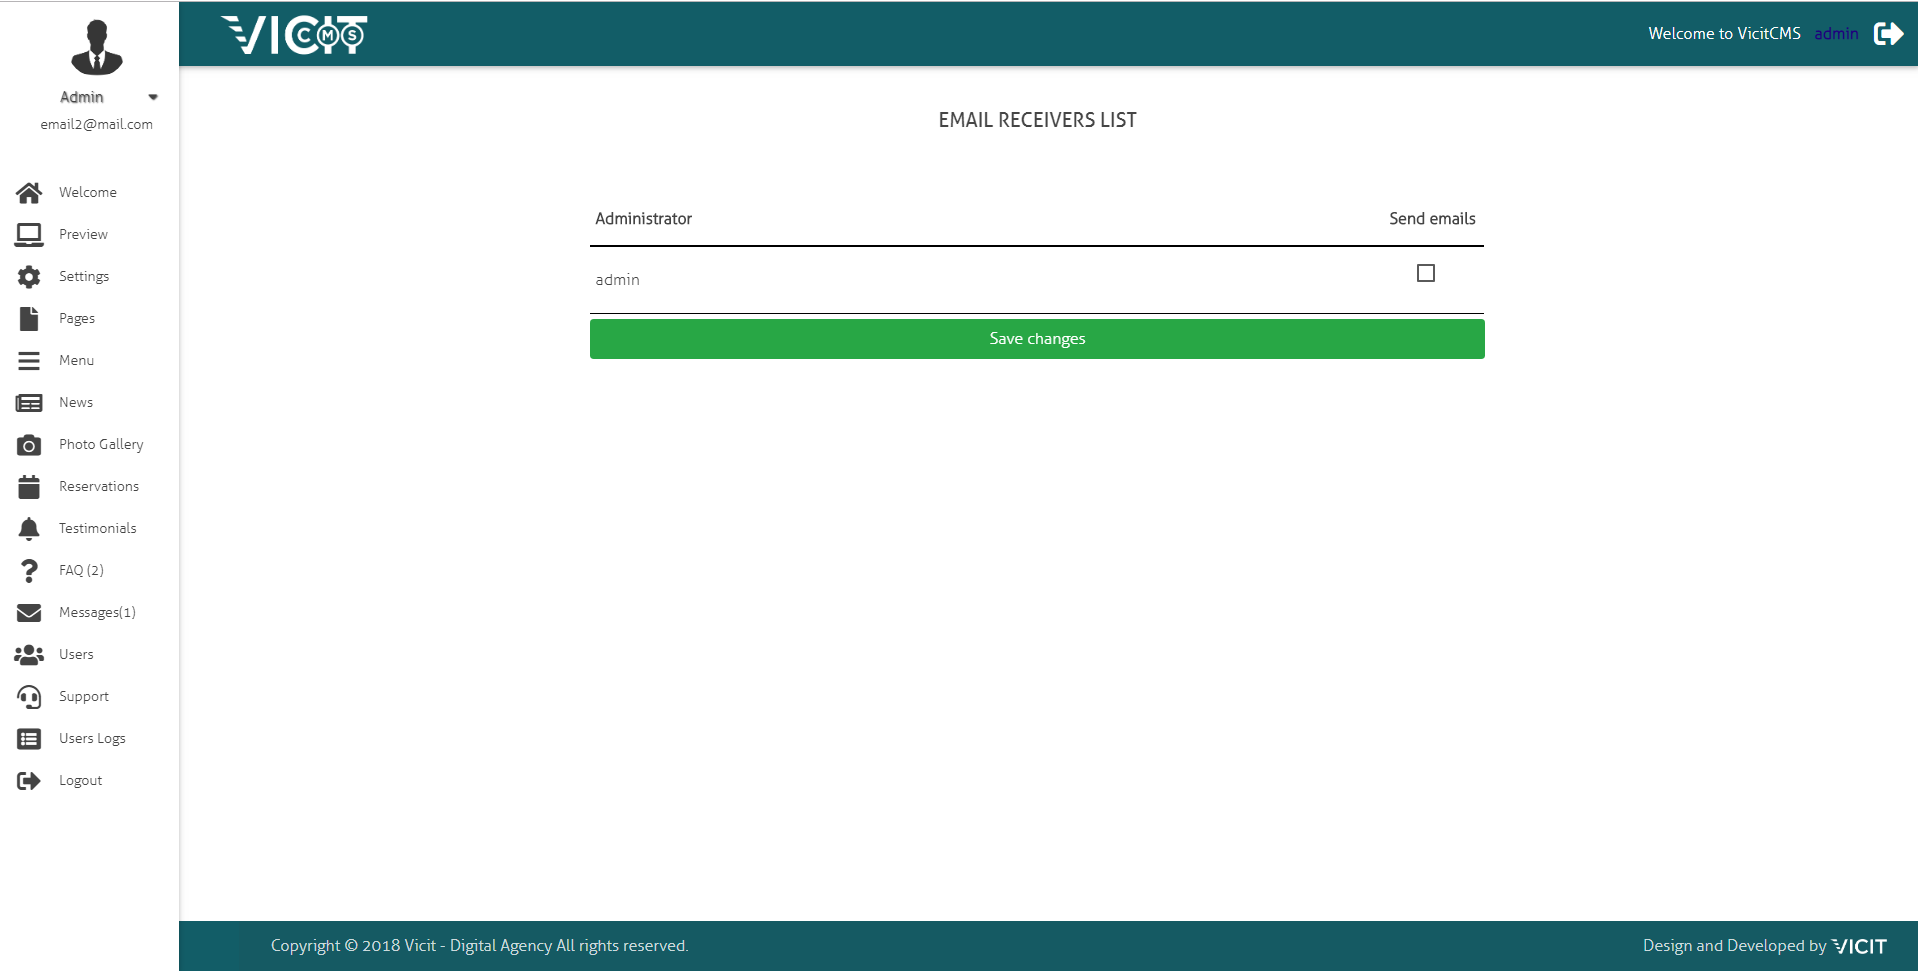 VICIT CMS
Welcome to VicitCMS admin
Admin
email2@mail.com
Welcome
Preview
Settings
Pages
Menu
News
Photo Gallery
Reservations
Testimonials
FAQ (2)
Messages(1)
Users
Support
Users Logs
Logout
EMAIL RECEIVERS LIST
Administrator Send emails
admin
Save changes
Copyright © 2018 Vicit - Digital Agency All rights reserved.
Design and Developed by VICIT